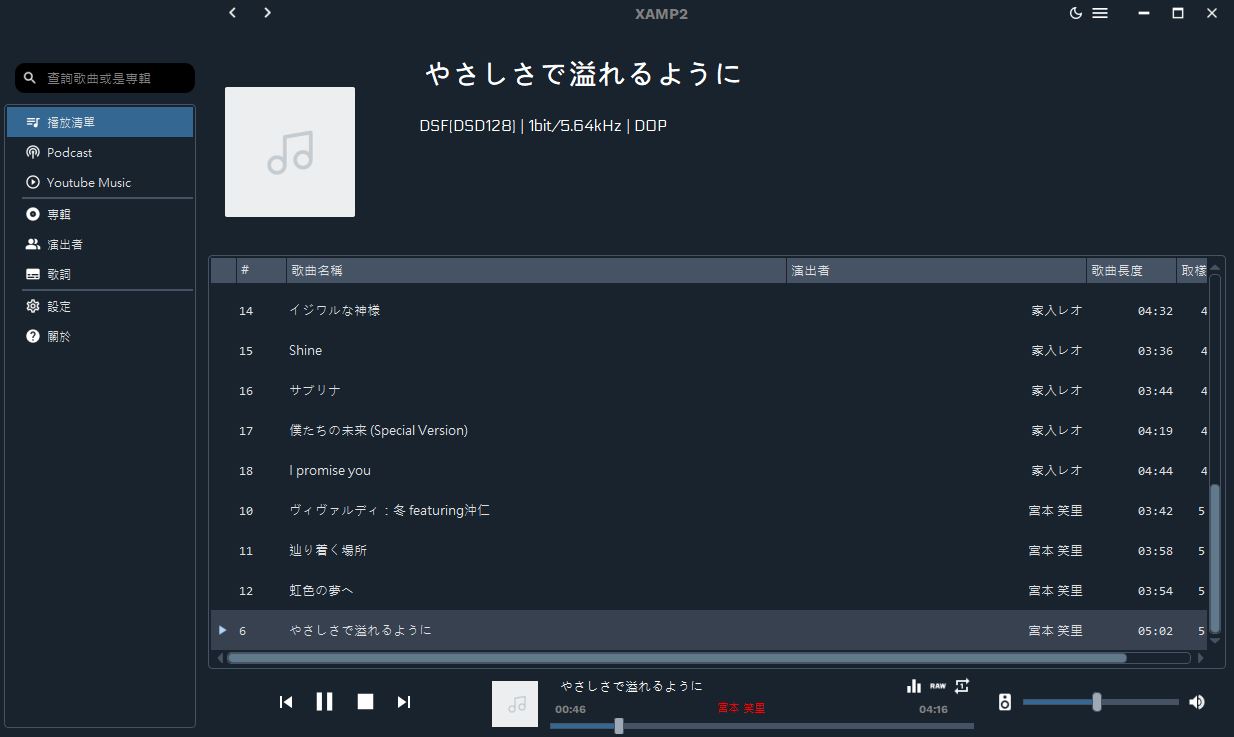 XAMP2
查詢歌曲或是專輯
播放清單
Podcast
Youtube Music
專輯
演出者
歌詞
設定
關於
やさしさで溢れるように
DSF(DSD128) | 1bit/5.64kHz | DOP
# 歌曲名稱 演出者 歌曲長度 取樣
14 イジワルな神様 家入レオ 04:32 4
15 Shine 家入レオ 03:36 4
16 サブリナ 家入レオ 03:44 4
17 僕たちの未来 (Special Version) 家入レオ 04:19 4
18 I promise you 家入レオ 04:44 4
10 ヴィヴァルディ：冬 featuring沖仁 宮本 笑里 03:42 5
11 辿り着く場所 宮本 笑里 03:58 5
12 虹色の夢へ 宮本 笑里 03:54 5
6 やさしさで溢れるように 宮本 笑里 05:02 5
やさしさで溢れるように
RAW
00:46 宮本 笑里 04:16